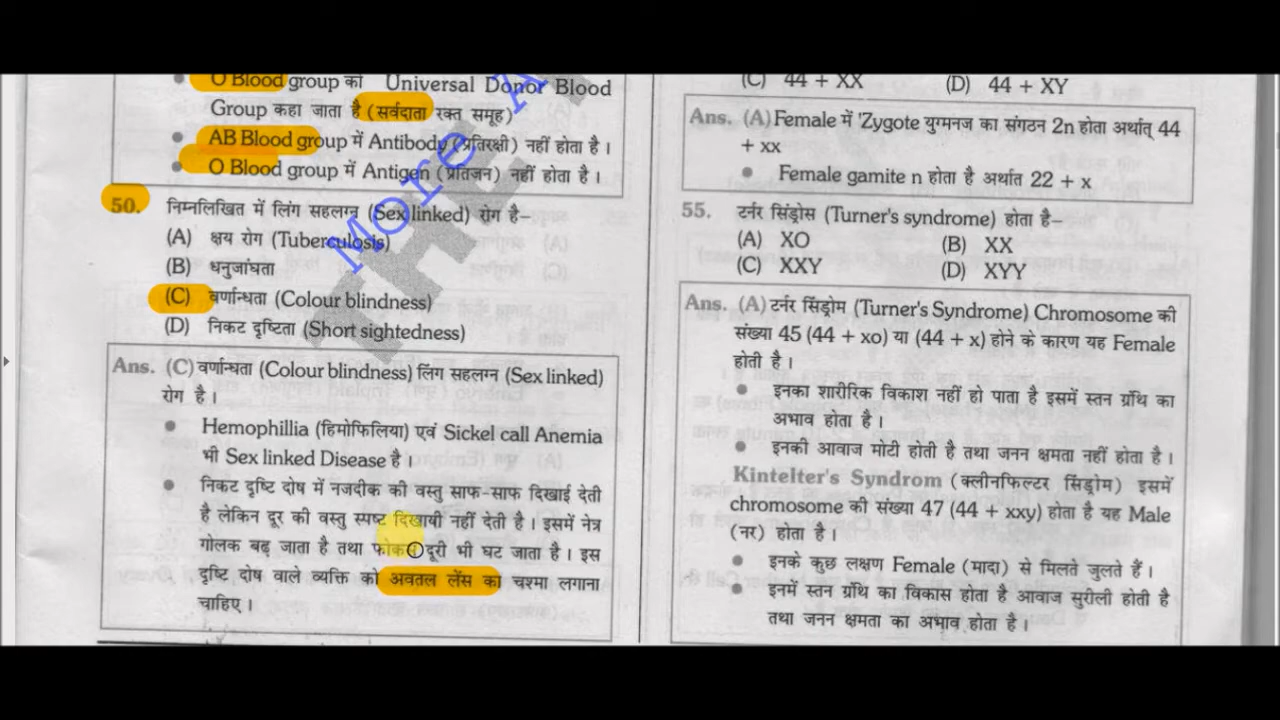 O Blood group को Universal Donor Blood
Group कहा जाता है (सर्वदाता रक्त समूह)
AB Blood group में Antibody (प्रतिरक्षी) नहीं होता है।
O Blood group में Antigen (प्रतिजन) नहीं होता है।
50. निम्नलिखित में लिंग सहलग्न (Sex linked) रोग है–
(A) क्षय रोग (Tuberculosis)
(B) धनुजांघता
(C) वर्णान्धता (Colour blindness)
(D) निकट दृष्टिता (Short sightedness)
Ans. (C) वर्णान्धता (Colour blindness) लिंग सहलग्न (Sex linked)
रोग है।
Hemophillia (हिमोफिलिया) एवं Sickel call Anemia
भी Sex linked Disease है।
निकट दृष्टि दोष में नजदीक की वस्तु साफ-साफ दिखाई देती
है लेकिन दूर की वस्तु स्पष्ट दिखायी नहीं देती है। इसमें नेत्र
गोलक बढ़ जाता है तथा फोकस दूरी भी घट जाता है। इस
दृष्टि दोष वाले व्यक्ति को अवतल लेंस का चश्मा लगाना
चाहिए।
(C) 44 + XX (D) 44 + XY
Ans. (A) Female में 'Zygote युग्मनज का संगठन 2n होता अर्थात् 44
+ xx
Female gamite n होता है अर्थात 22 + x
55. टर्नर सिंड्रोस (Turner's syndrome) होता है–
(A) XO (B) XX
(C) XXY (D) XYY
Ans. (A) टर्नर सिंड्रोम (Turner's Syndrome) Chromosome की
संख्या 45 (44 + xo) या (44 + x) होने के कारण यह Female
होती है।
इनका शारीरिक विकाश नहीं हो पाता है इसमें स्तन ग्रंथि का
अभाव होता है।
इनकी आवाज मोटी होती है तथा जनन क्षमता नहीं होता है।
Kintelter's Syndrom (क्लीनफिल्टर सिंड्रोम) इसमें
chromosome की संख्या 47 (44 + xxy) होता है यह Male
(नर) होता है।
इनके कुछ लक्षण Female (मादा) से मिलते जुलते हैं।
इनमें स्तन ग्रंथि का विकास होता है आवाज सुरीली होती है
तथा जनन क्षमता का अभाव होता है।
More A
THE